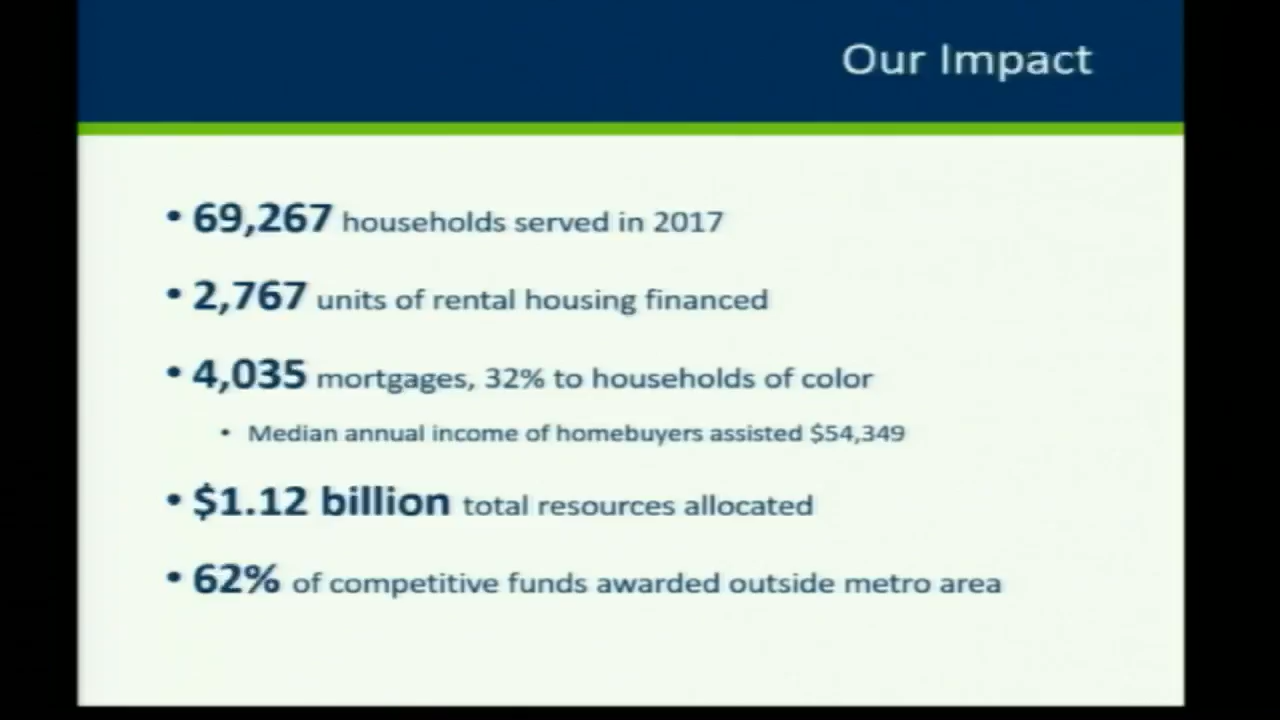 Our Impact
• 69,267 households served in 2017
• 2,767 units of rental housing financed
• 4,035 mortgages, 32% to households of color
• Median annual income of homebuyers assisted $54,349
• $1.12 billion total resources allocated
• 62% of competitive funds awarded outside metro area